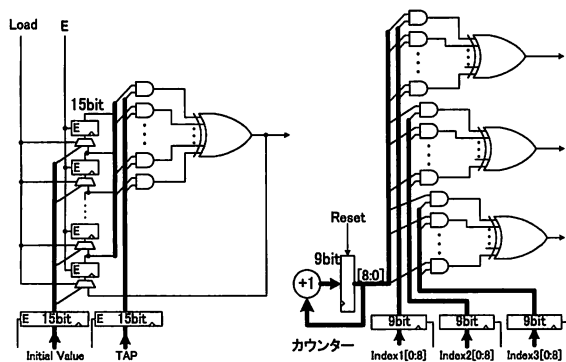 Load
E
15bit
E
E
E
E
E 15bit
E 15bit
Initial Value
TAP
Reset
9bit
[8:0]
+1
カウンター
9bit
9bit
9bit
Index1[0:8]
Index2[0:8]
Index3[0:8]